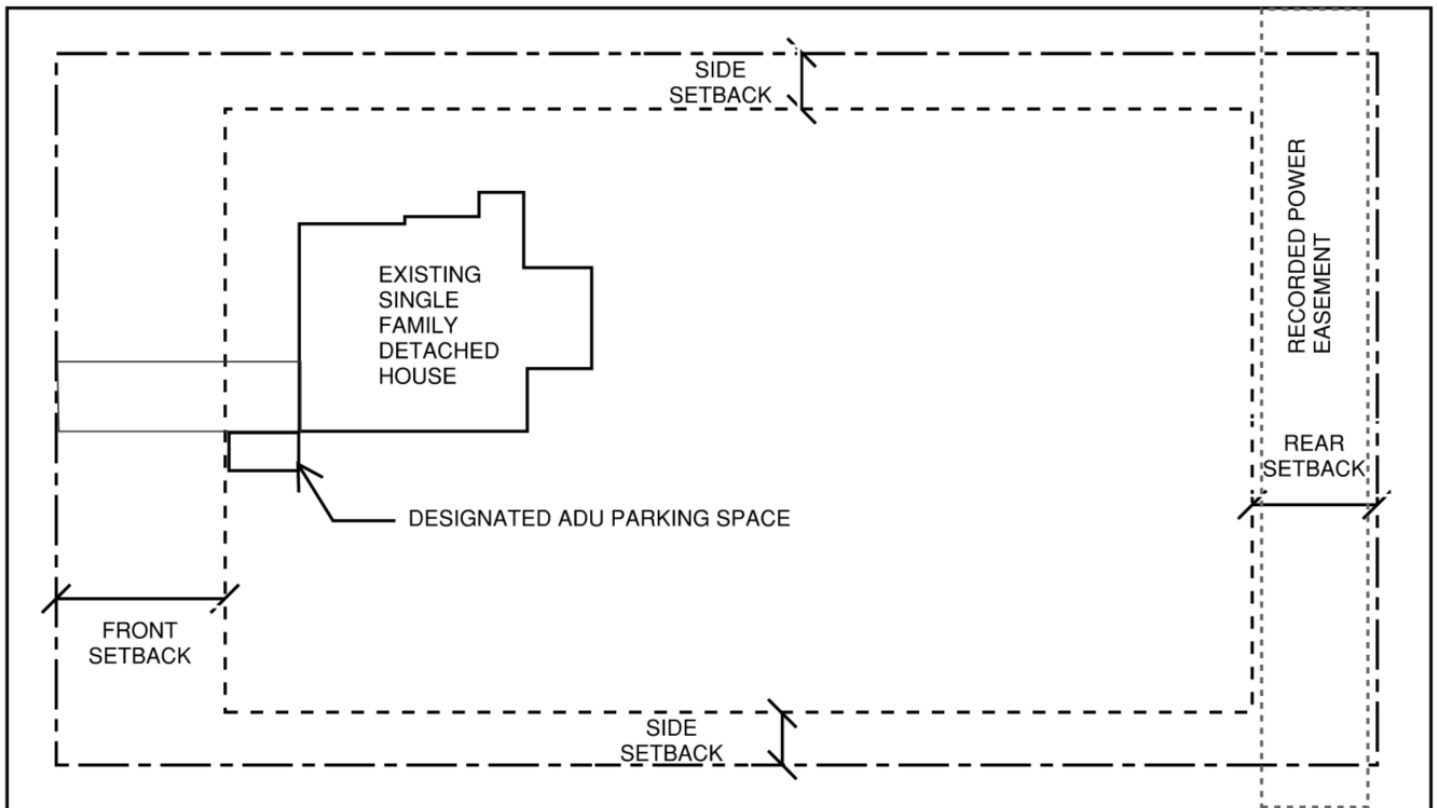 SIDE
SETBACK
RECORDED POWER
EASEMENT
EXISTING
SINGLE
FAMILY
DETACHED
HOUSE
REAR
SETBACK
DESIGNATED ADU PARKING SPACE
FRONT
SETBACK
SIDE
SETBACK